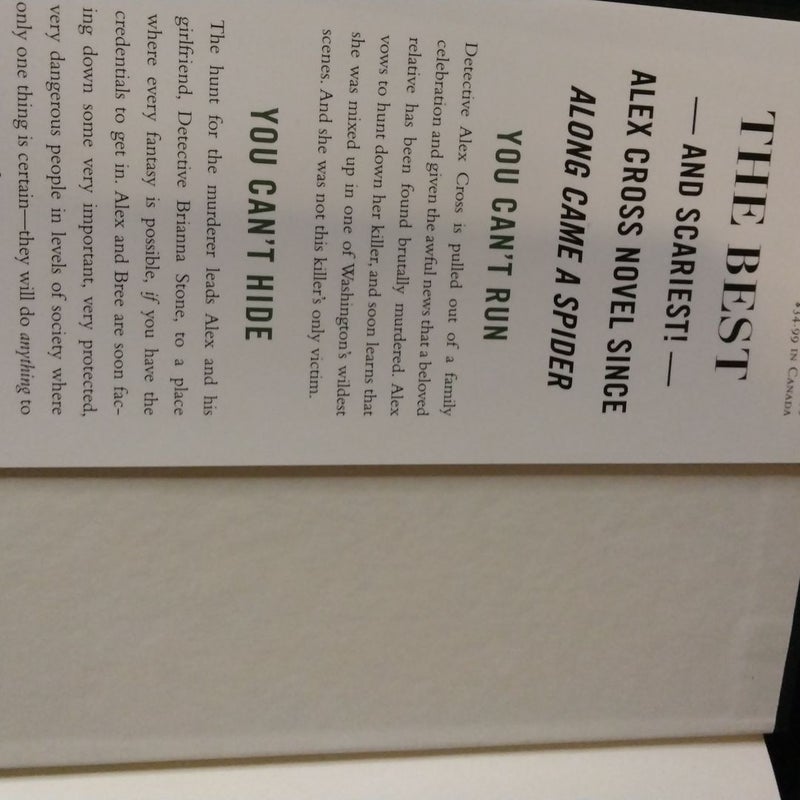 $34.99 IN CANADA
THE BEST
— AND SCARIEST! —
ALEX CROSS NOVEL SINCE
ALONG CAME A SPIDER
YOU CAN'T RUN
Detective Alex Cross is pulled out of a family
celebration and given the awful news that a beloved
relative has been found brutally murdered. Alex
vows to hunt down her killer, and soon learns that
she was mixed up in one of Washington's wildest
scenes. And she was not this killer's only victim.
YOU CAN'T HIDE
The hunt for the murderer leads Alex and his
girlfriend, Detective Brianna Stone, to a place
where every fantasy is possible, if you have the
credentials to get in. Alex and Bree are soon fac-
ing down some very important, very protected,
very dangerous people in levels of society where
only one thing is certain—they will do anything to